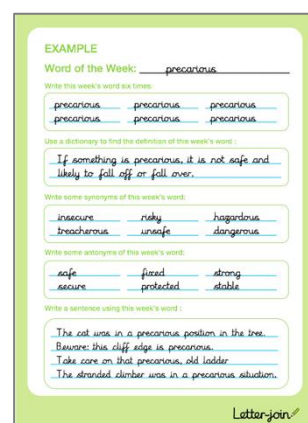 EXAMPLE
Word of the Week: precarious
Write this week's word six times:
precarious precarious precarious
precarious precarious precarious
Use a dictionary to find the definition of this week's word :
If something is precarious, it is not safe and
likely to fall off or fall over.
Write some synonyms of this week's word:
insecure risky hazardous
treacherous unsafe dangerous
Write some antonyms of this week's word:
safe fixed strong
secure protected stable
Write a sentence using this week's word :
The cat was in a precarious position in the tree.
Beware: this cliff edge is precarious.
Take care on that precarious, old ladder
The stranded climber was in a precarious situation.
Letter-join